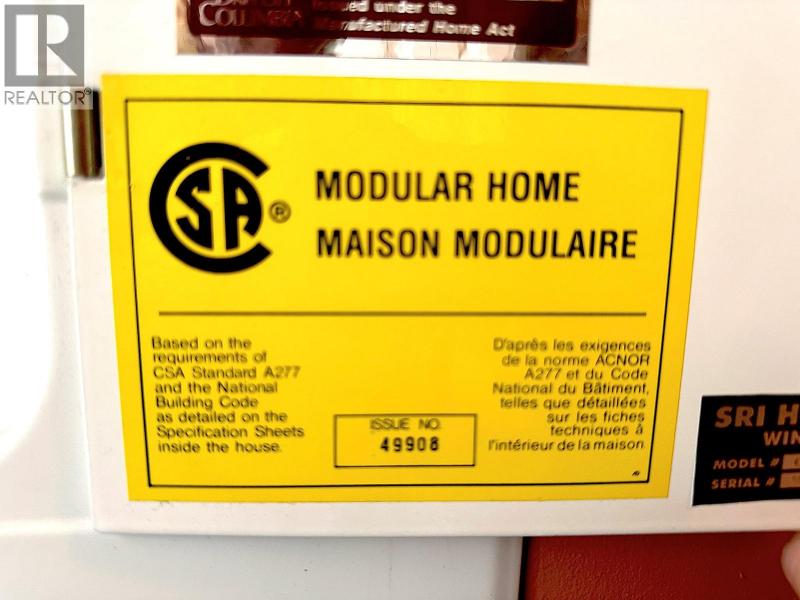 COLUMBIA
Issued under the
Manufactured Home Act
REALTOR®
CSA®
MODULAR HOME
MAISON MODULAIRE
Based on the
requirements of
CSA Standard A277
and the National
Building Code
as detailed on the
Specification Sheets
inside the house.
ISSUE NO.
49908
D'après les exigences
de la norme ACNOR
A277 et du Code
National du Bâtiment,
telles que détaillées
sur les fiches
techniques à
l'intérieur de la maison
SRI H
WIN
MODEL #
SERIAL #